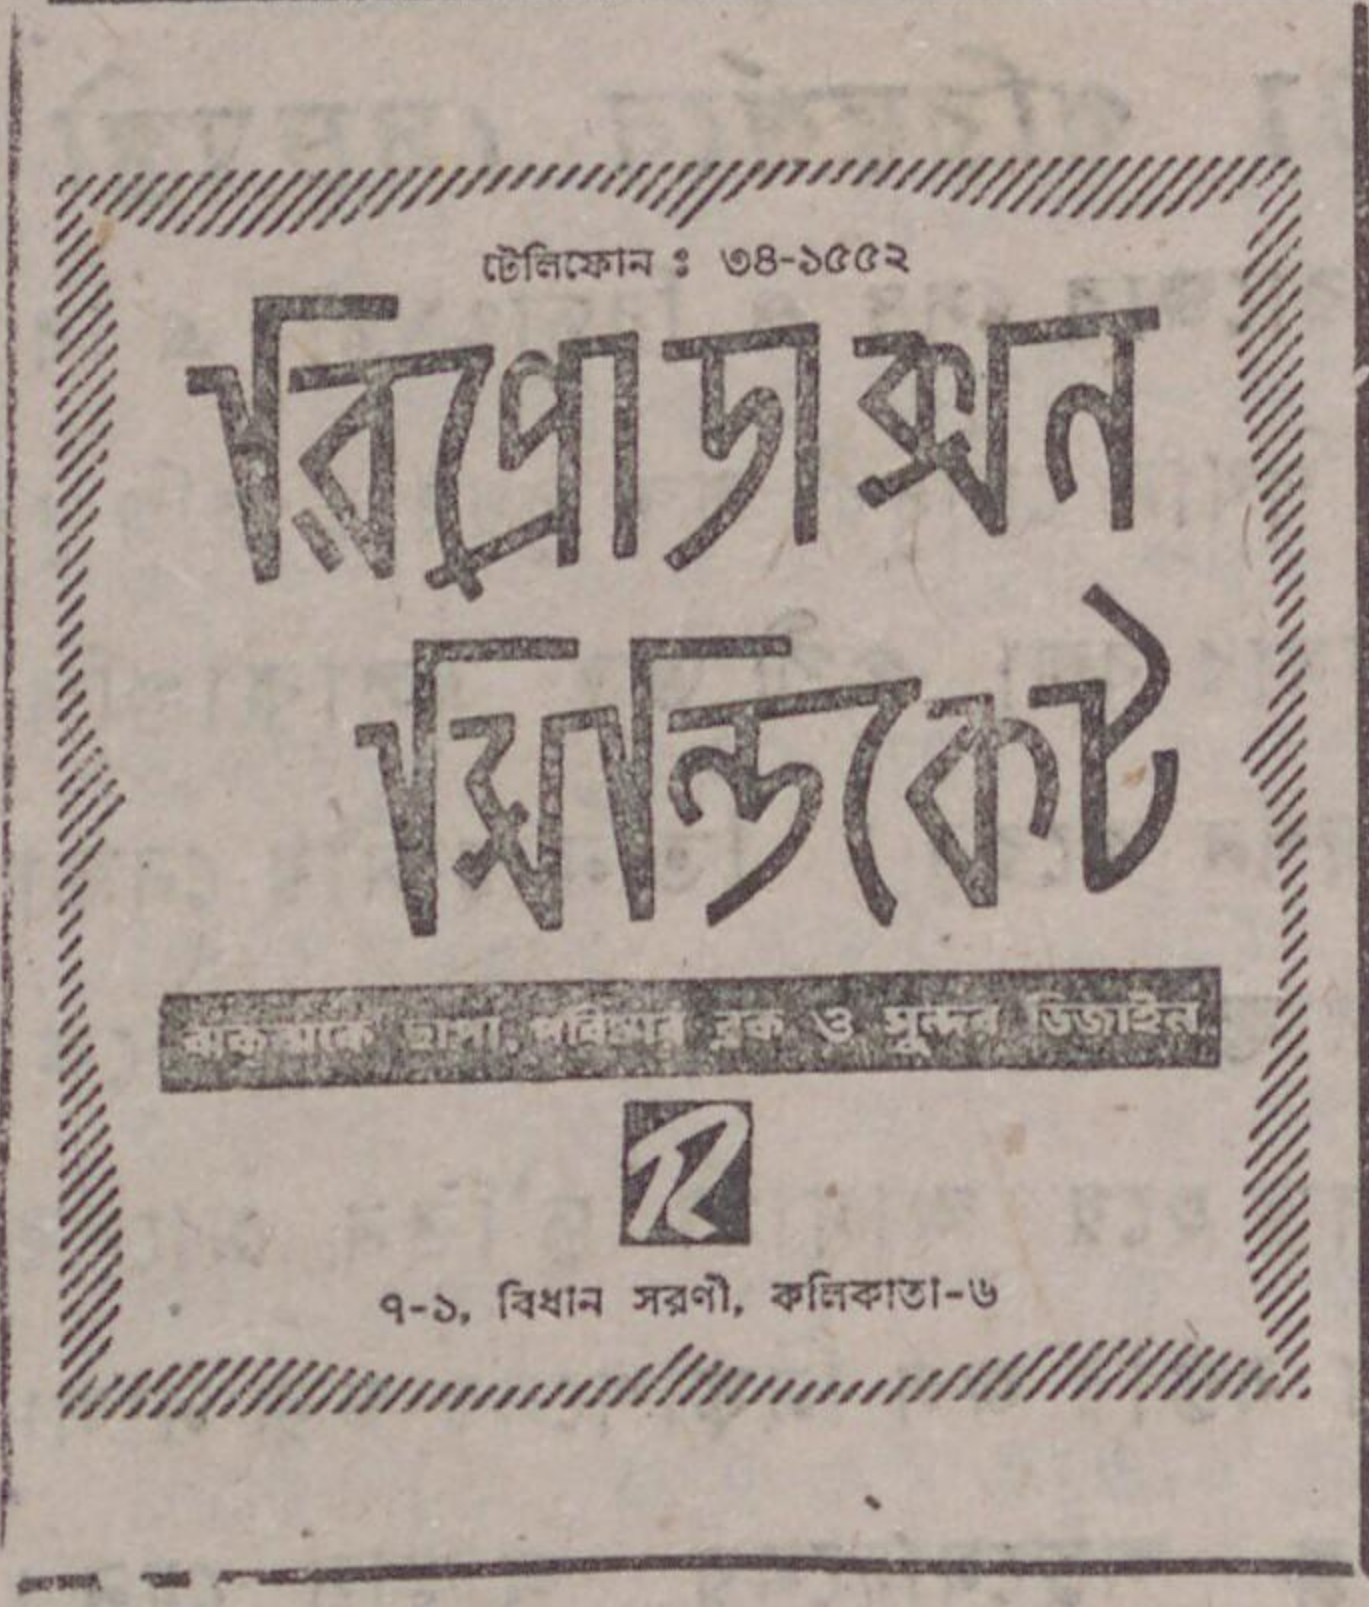 টেলিফোন : ৩৪-১৫৫২
রিপ্রোডাক্সন
সিন্ডিকেট
ঝকঝকে ছাপা, পরিষ্কার ব্লক ও সুন্দর ডিজাইন
R
৭-১, বিধান সরণী, কলিকাতা-৬